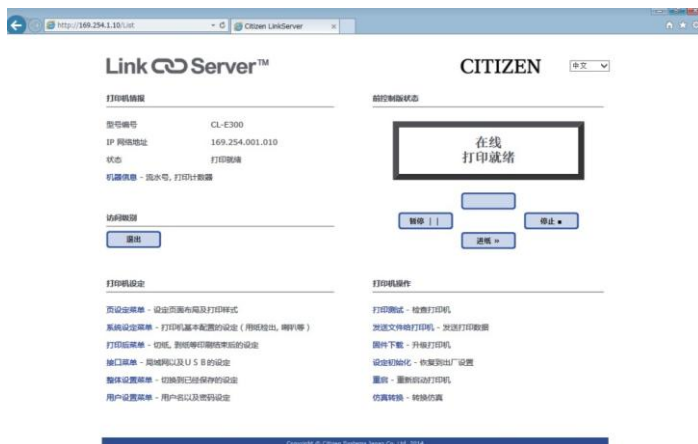 http://169.254.1.10/List
Citizen LinkServer
Link Server™
CITIZEN
中文
打印机情报
型号编号 CL-E300
IP 网络地址 169.254.001.010
状态 打印就绪
机器信息 - 流水号, 打印计数器
访问级别
退出
前控制版状态
在线
打印就绪
暂停 ||
停止 ■
进纸 »
打印机设定
页设定菜单 - 设定页面布局及打印样式
系统设定菜单 - 打印机基本配置的设定 ( 用纸检出, 喇叭等 )
打印后菜单 - 切纸, 到纸等印刷结束后的设定
接口菜单 - 局域网以及ＵＳＢ的设定
整体设置菜单 - 切换到已经保存的设定
用户设置菜单 - 用户名以及密码设定
打印机操作
打印测试 - 检查打印机
发送文件给打印机 - 发送打印数据
固件下载 - 升级打印机
设定初始化 - 恢复到出厂设置
重启 - 重新启动打印机
仿真转换 - 转换仿真
Copyright © Citizen Systems Japan Co., Ltd. 2014